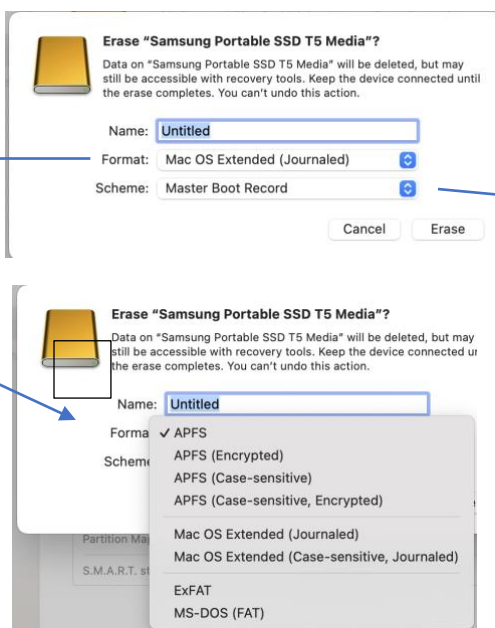 Erase "Samsung Portable SSD T5 Media"?
Data on "Samsung Portable SSD T5 Media" will be deleted, but may
still be accessible with recovery tools. Keep the device connected until
the erase completes. You can't undo this action.
Name: Untitled
Format: Mac OS Extended (Journaled)
Scheme: Master Boot Record
Cancel Erase
Erase "Samsung Portable SSD T5 Media"?
Data on "Samsung Portable SSD T5 Media" will be deleted, but may
still be accessible with recovery tools. Keep the device connected
the erase completes. You can't undo this action.
Name: Untitled
Forma ✓ APFS
APFS (Encrypted)
Scheme
APFS (Case-sensitive)
APFS (Case-sensitive, Encrypted)
Mac OS Extended (Journaled)
Partition Map
Mac OS Extended (Case-sensitive, Journaled)
S.M.A.R.T. st
ExFAT
MS-DOS (FAT)